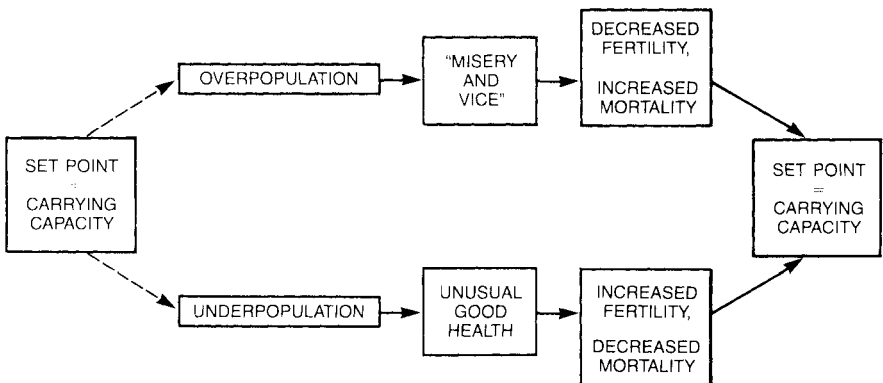 SET POINT
=
CARRYING
CAPACITY
OVERPOPULATION
"MISERY
AND
VICE"
DECREASED
FERTILITY,
INCREASED
MORTALITY
UNDERPOPULATION
UNUSUAL
GOOD
HEALTH
INCREASED
FERTILITY,
DECREASED
MORTALITY
SET POINT
=
CARRYING
CAPACITY